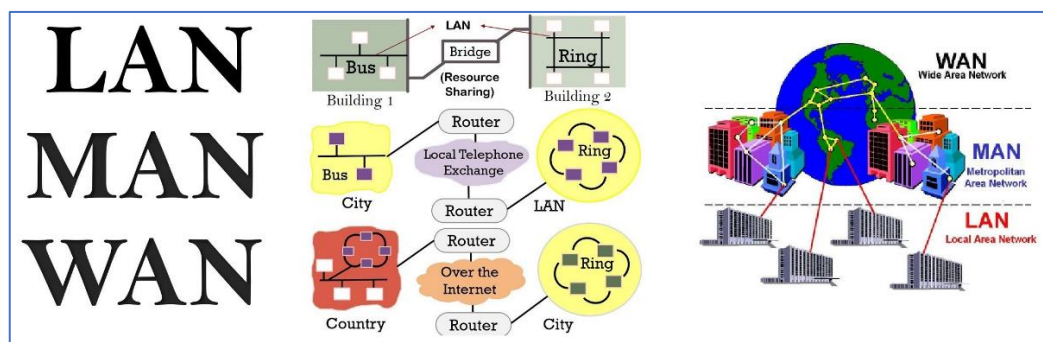 LAN
MAN
WAN
LAN
Bus
Bridge
(Resource
Sharing)
Ring
Building 1
Building 2
Router
Bus
Local Telephone
Exchange
Ring
City
Router
LAN
Router
Over the
Internet
Ring
Country
Router
City
WAN
Wide Area Network
MAN
Metropolitan
Area Network
LAN
Local Area Network